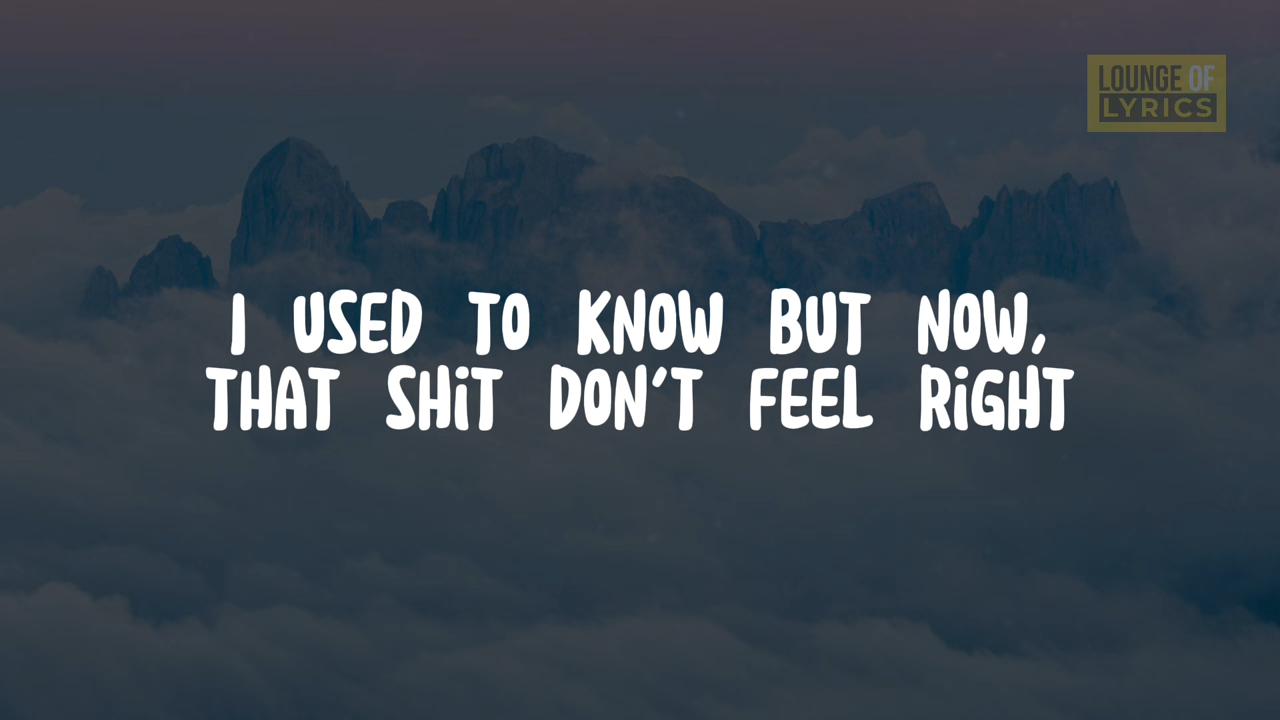 LOUNGE OF
LYRICS
I USED TO KNOW BUT NOW,
THAT SHiT DON'T FEEL RiGHT